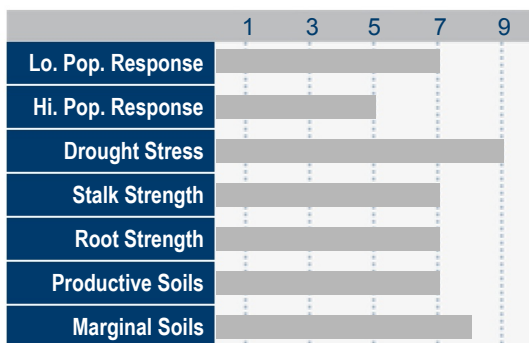 1 3 5 7 9
Lo. Pop. Response
Hi. Pop. Response
Drought Stress
Stalk Strength
Root Strength
Productive Soils
Marginal Soils